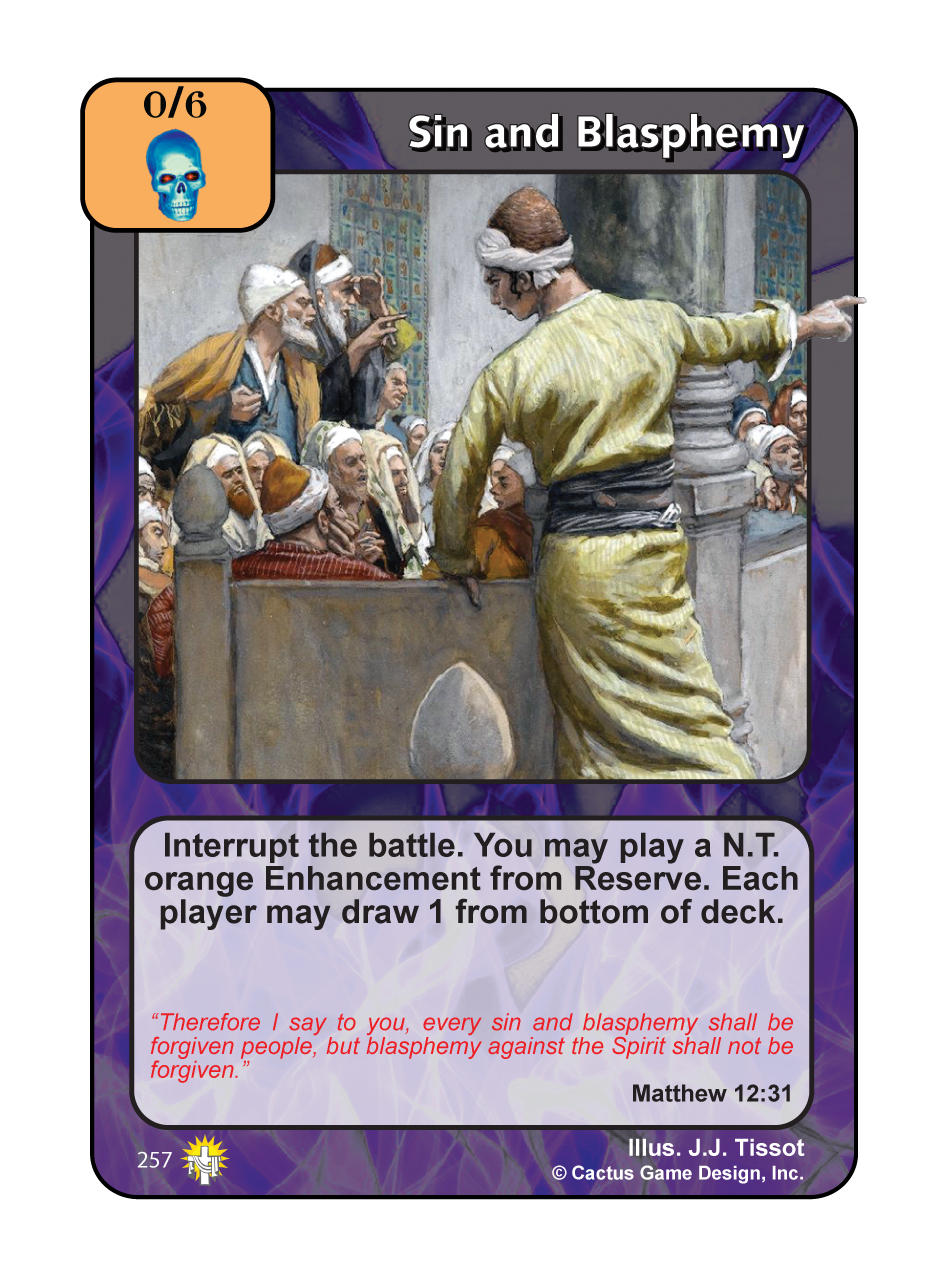 0/6
Sin and Blasphemy
Interrupt the battle. You may play a N.T.
orange Enhancement from Reserve. Each
player may draw 1 from bottom of deck.
“Therefore I say to you, every sin and blasphemy shall be
forgiven people, but blasphemy against the Spirit shall not be
forgiven.”
Matthew 12:31
257
Illus. J.J. Tissot
© Cactus Game Design, Inc.